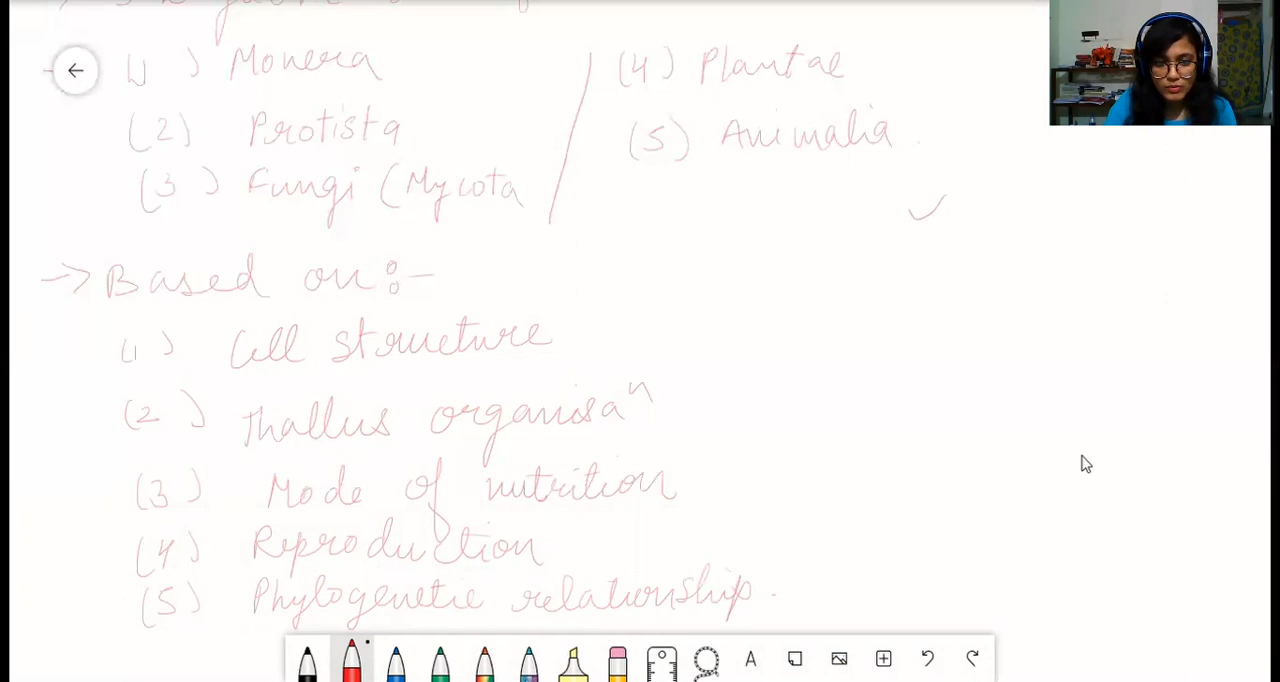 (1) Monera
(2) Protista
(3) Fungi (Mycota
(4) Plantae
(5) Animalia.
→ Based on :-
(1) Cell structure
(2) Thallus organisaⁿ
(3) Mode of nutrition
(4) Reproduction
(5) Phylogenetic relationship.
A